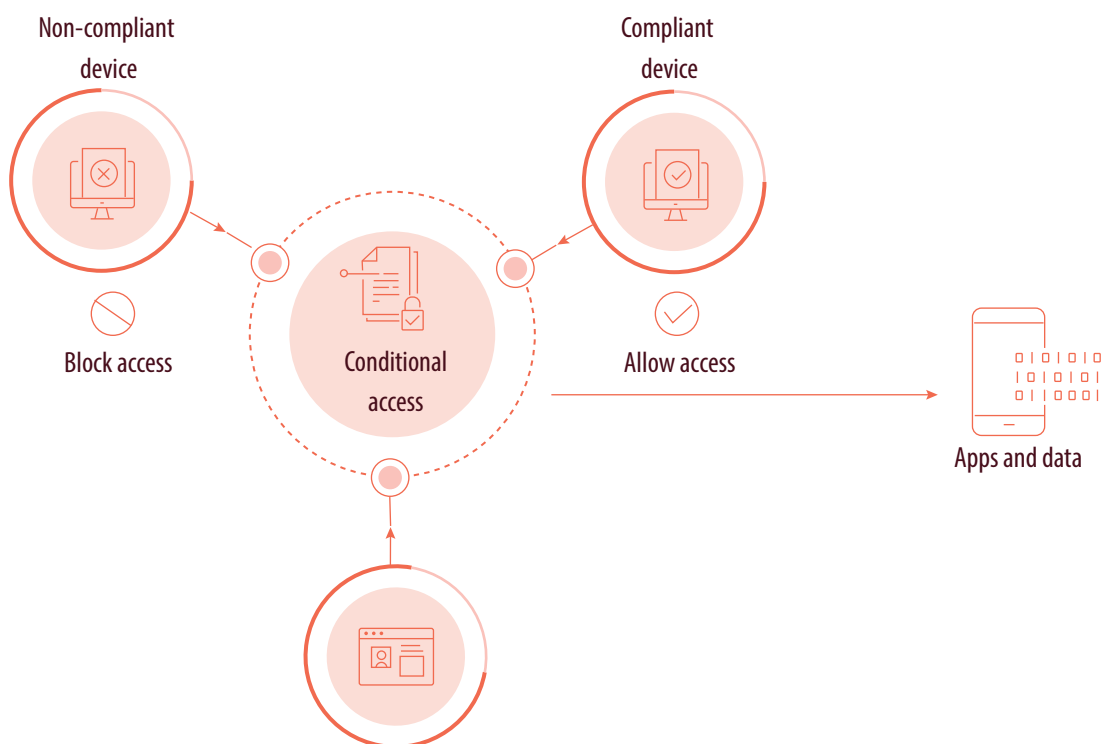 Non-compliant
device
Compliant
device
Block access
Conditional
access
Allow access
Apps and data